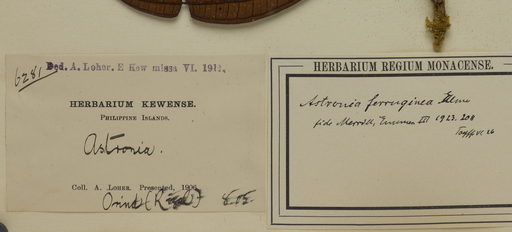 6281
Ded. A. Loher. E Kew missa VI. 1912.
HERBARIUM KEWENSE.
PHILIPPINE ISLANDS.
Astronia.
Coll. A. LOHER. Presented, 1906
HERBARIUM REGIUM MONACENSE.
Astronia ferruginea Elmer
fide Merrill, Enumer III 1923. 208